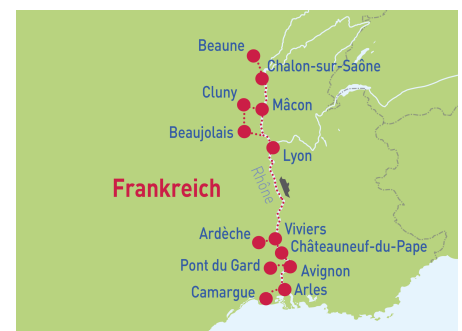 Beaune
Chalon-sur-Saône
Cluny
Mâcon
Beaujolais
Lyon
Rhône
Frankreich
Viviers
Ardèche
Châteauneuf-du-Pape
Pont du Gard
Avignon
Camargue
Arles